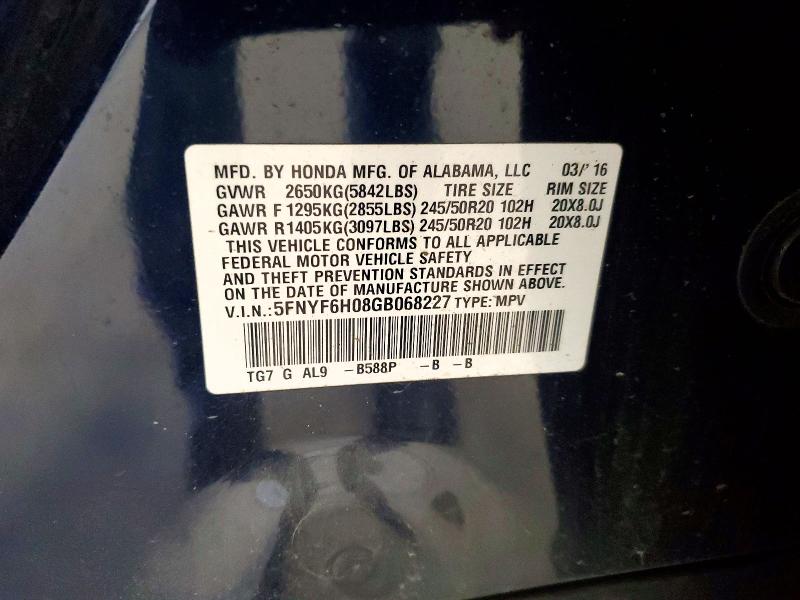 MFD. BY HONDA MFG. OF ALABAMA, LLC 03/' 16
GVWR 2650KG(5842LBS) TIRE SIZE RIM SIZE
GAWR F 1295KG(2855LBS) 245/50R20 102H 20X8.0J
GAWR R1405KG(3097LBS) 245/50R20 102H 20X8.0J
THIS VEHICLE CONFORMS TO ALL APPLICABLE
FEDERAL MOTOR VEHICLE SAFETY
AND THEFT PREVENTION STANDARDS IN EFFECT
ON THE DATE OF MANUFACTURE SHOWN ABOVE.
V.I.N.:5FNYF6H08GB068227 TYPE: MPV
TG7 G AL9 -B588P -B -B